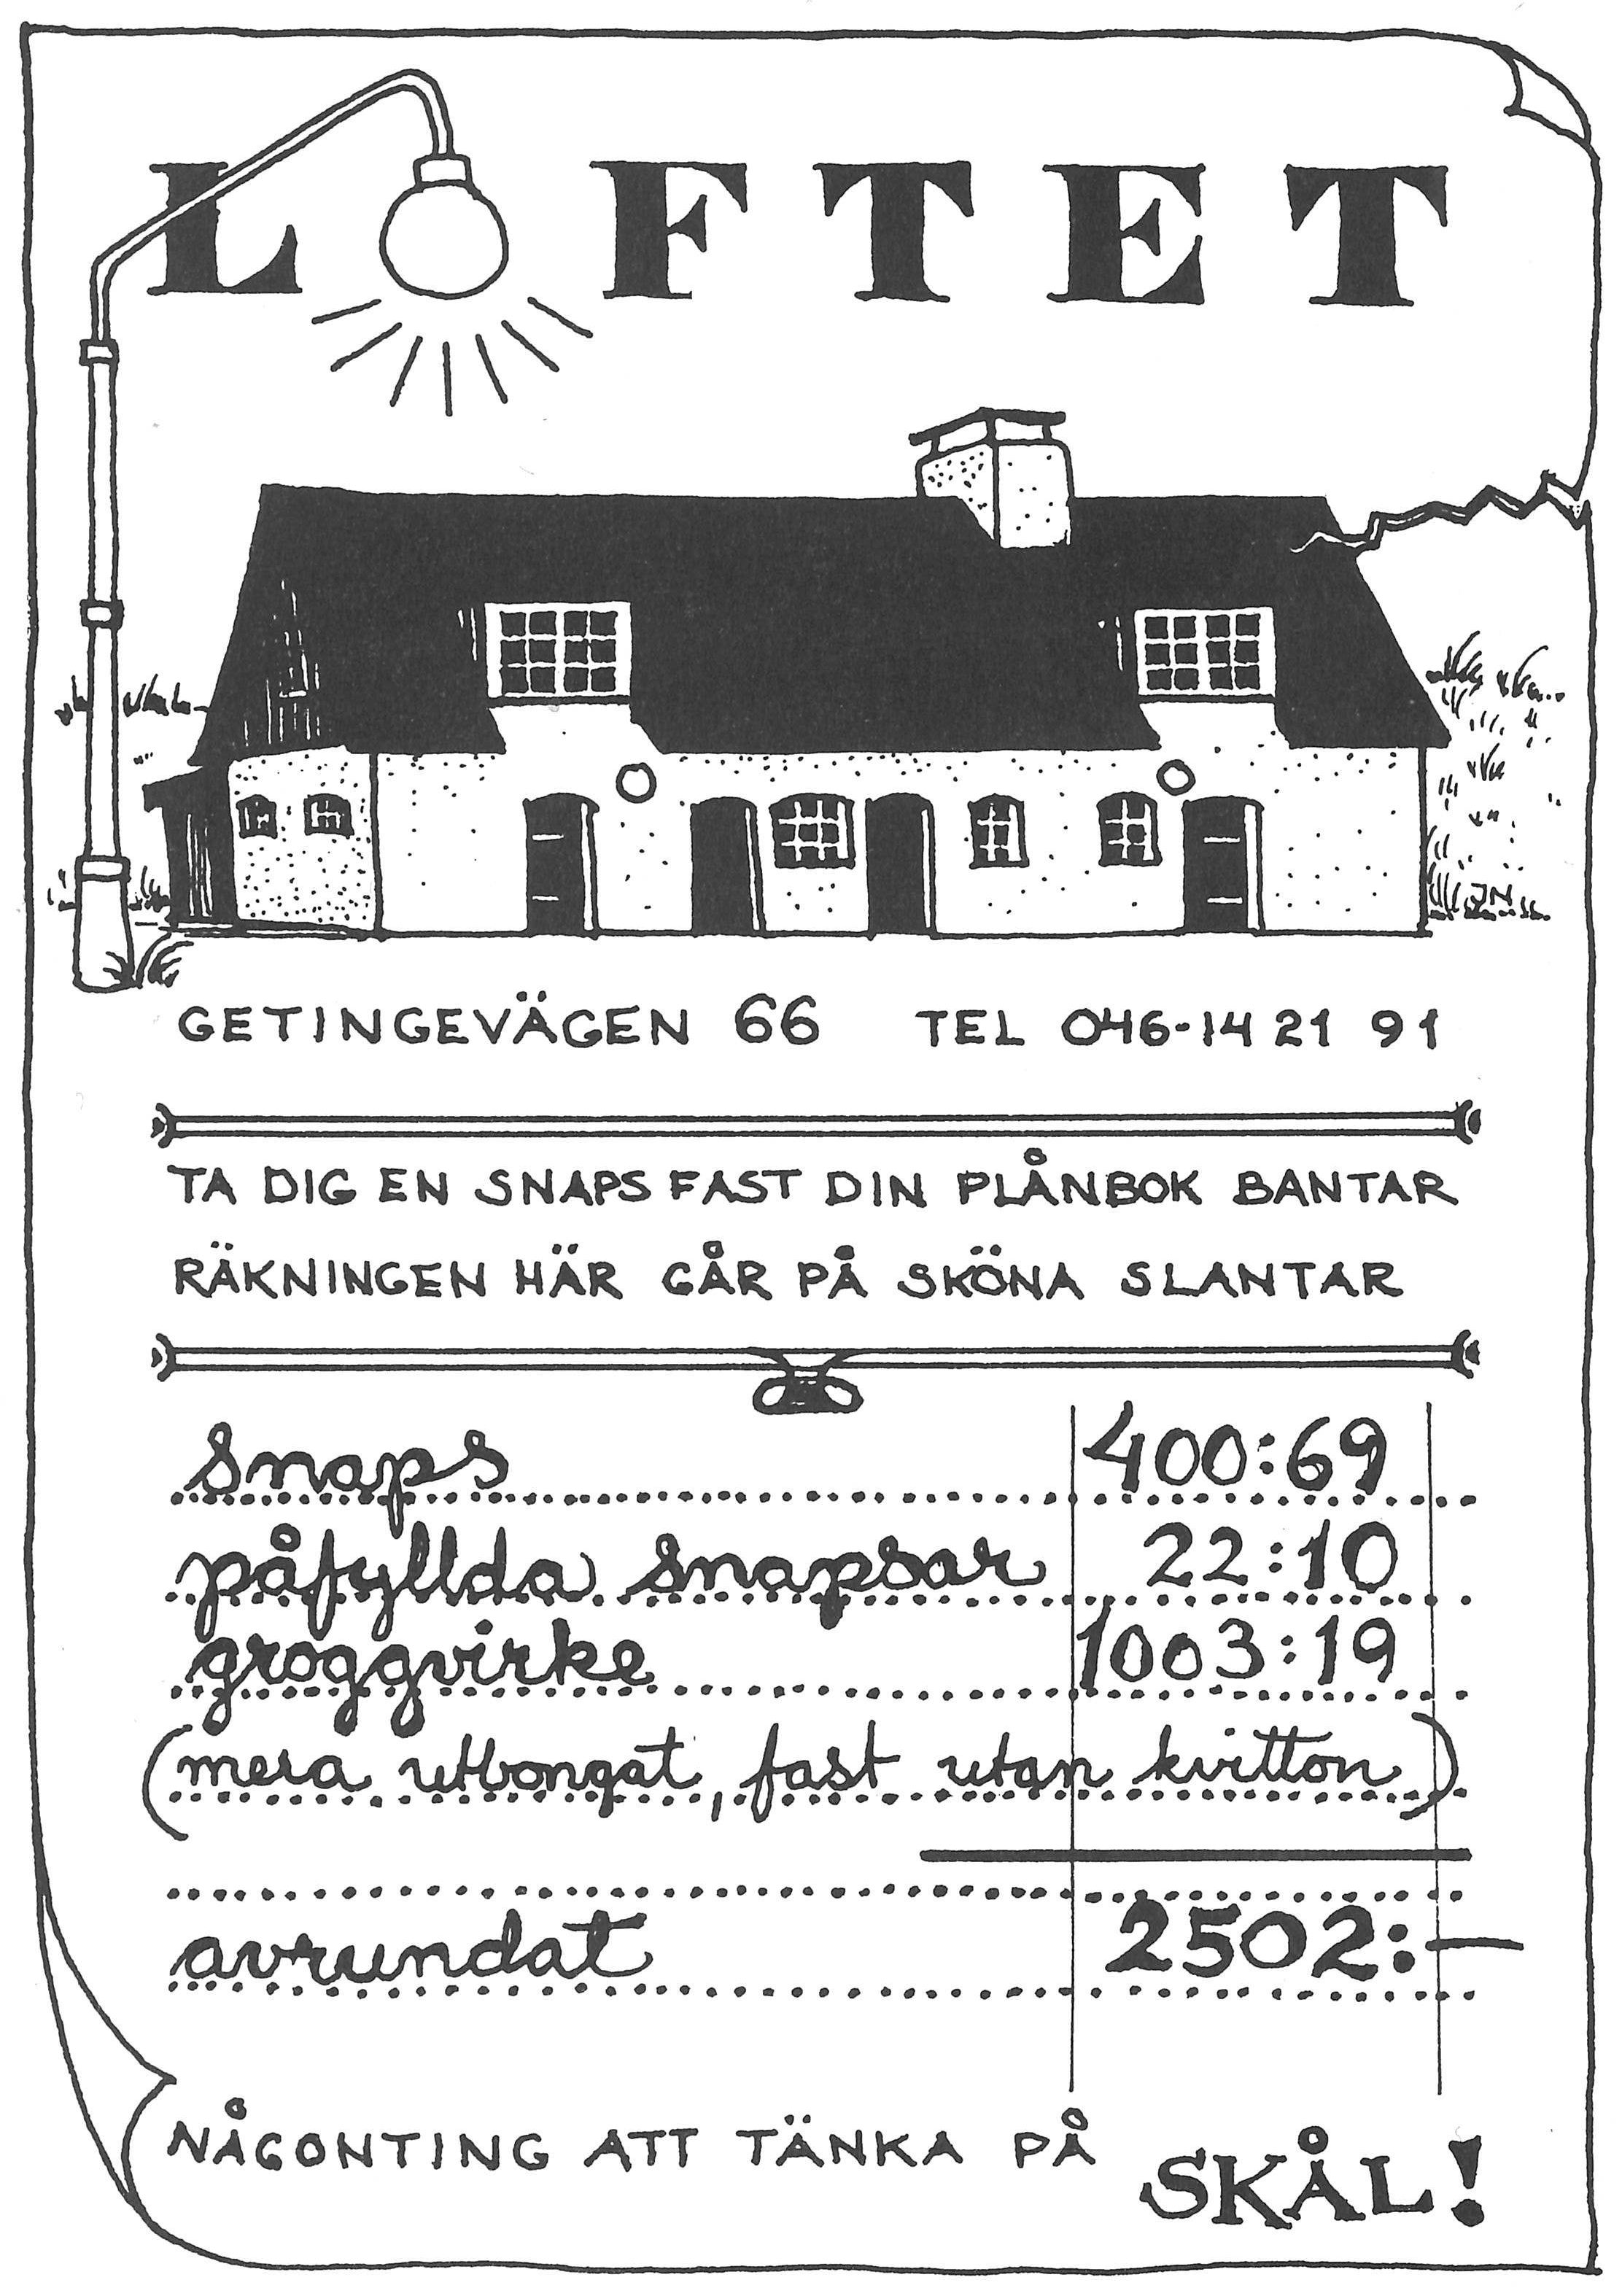 LOFTET
JN
GETINGEVÄGEN 66 TEL 046-14 21 91
TA DIG EN SNAPS FAST DIN PLÅNBOK BANTAR
RÄKNINGEN HÄR GÅR PÅ SKÖNA SLANTAR
snaps 400:69
påfyllda snapsar 22:10
groggvirke 1003:19
(mera utbongat, fast utan kvitton)
avrundat 2502:—
NÅGONTING ATT TÄNKA PÅ SKÅL!